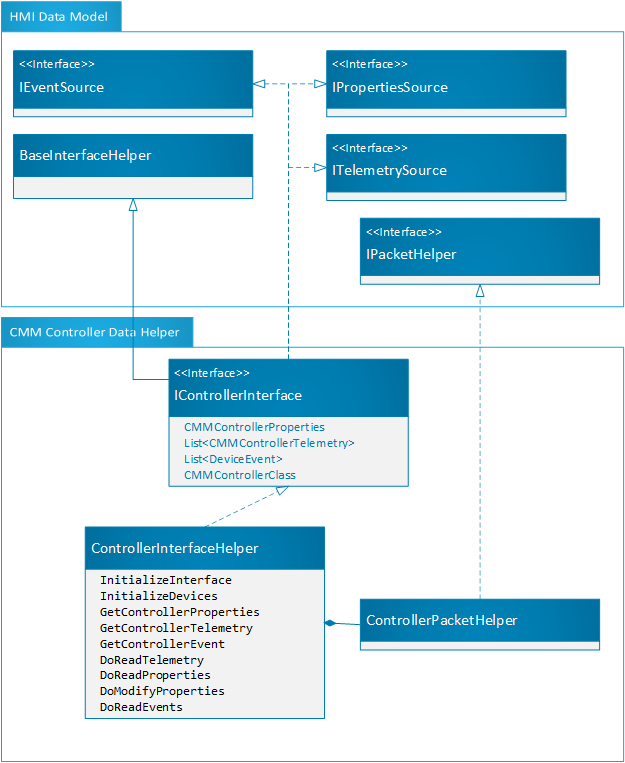 HMI Data Model
<<Interface>>
IEventSource
<<Interface>>
IPropertiesSource
BaseInterfaceHelper
<<Interface>>
ITelemetrySource
<<Interface>>
IPacketHelper
CMM Controller Data Helper
<<Interface>>
IControllerInterface
CMMControllerProperties
List<CMMControllerTelemetry>
List<DeviceEvent>
CMMControllerClass
ControllerInterfaceHelper
InitializeInterface
InitializeDevices
GetControllerProperties
GetControllerTelemetry
GetControllerEvent
DoReadTelemetry
DoReadProperties
DoModifyProperties
DoReadEvents
ControllerPacketHelper